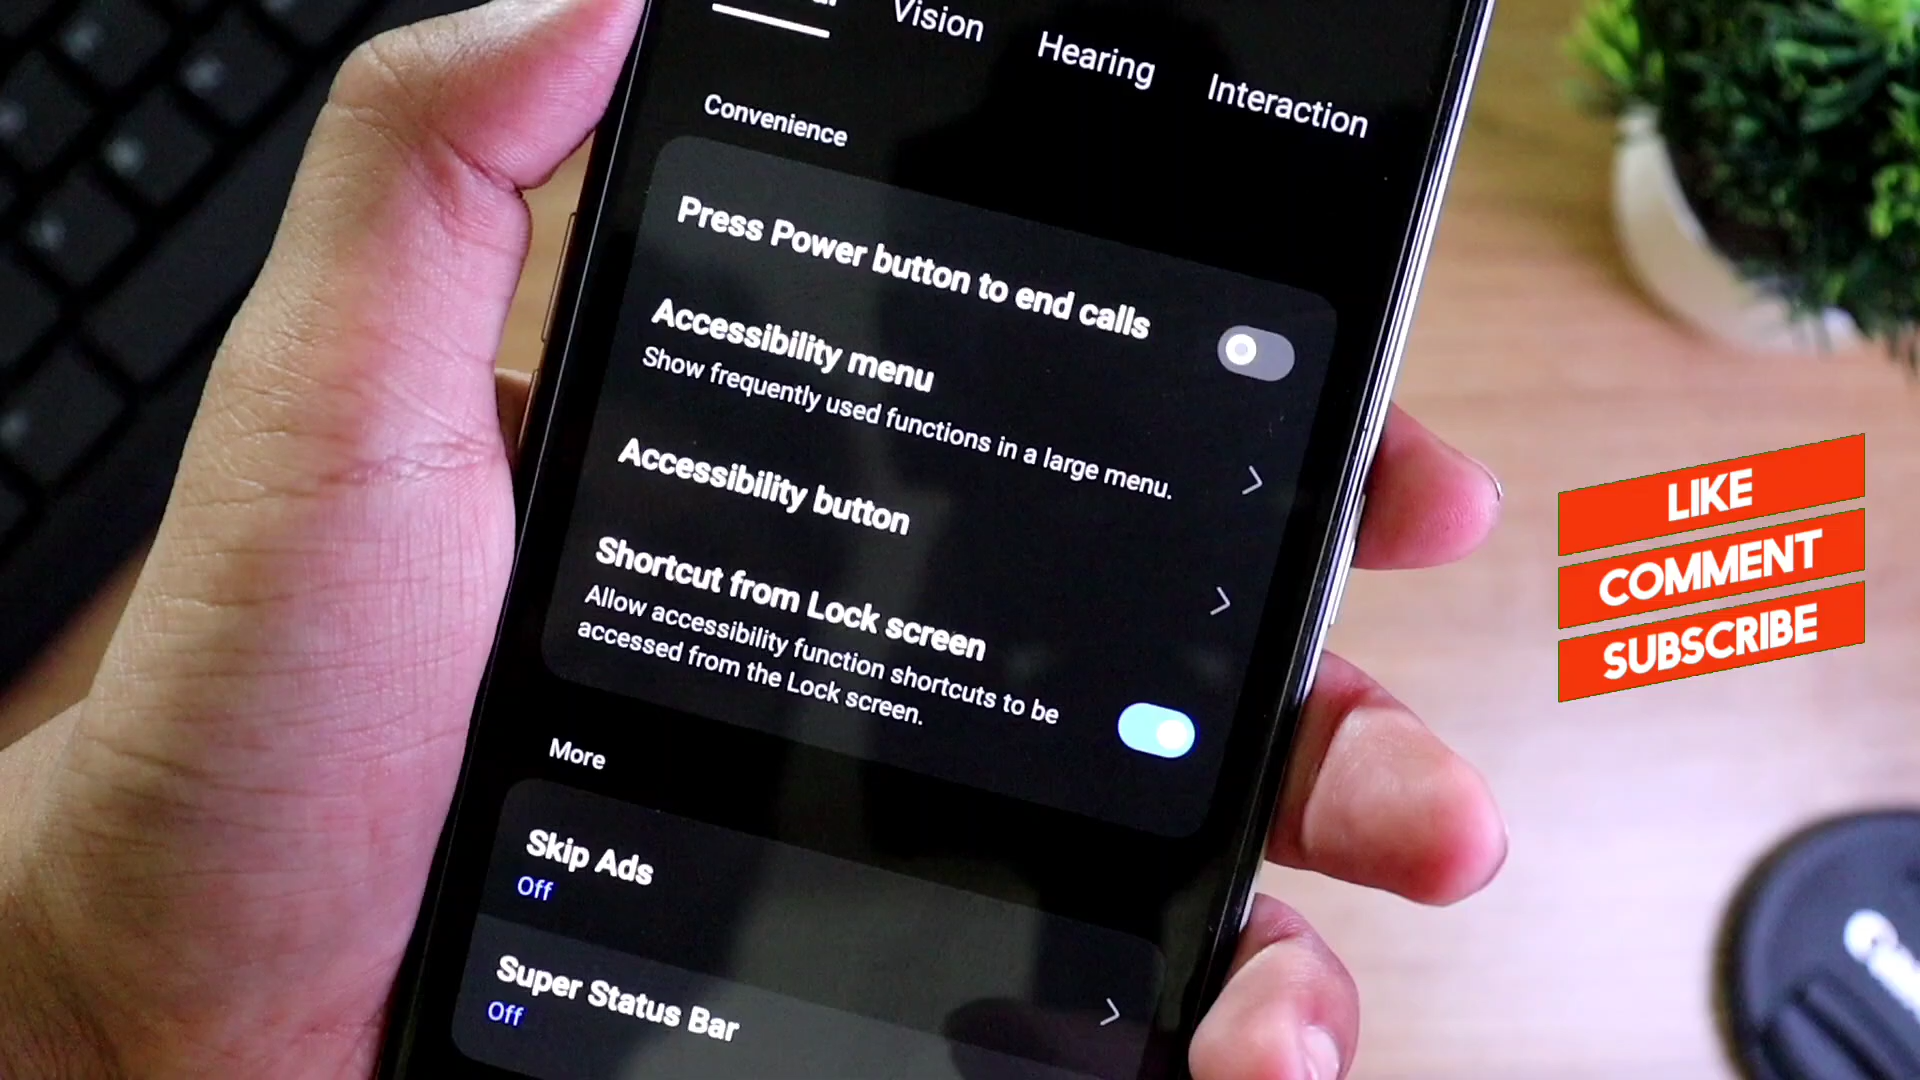 Vision
Hearing
Interaction
Convenience
Press Power button to end calls
Accessibility menu
Show frequently used functions in a large menu.
Accessibility button
Shortcut from Lock screen
Allow accessibility function shortcuts to be
accessed from the Lock screen.
More
Skip Ads
Off
Super Status Bar
Off
LIKE
COMMENT
SUBSCRIBE